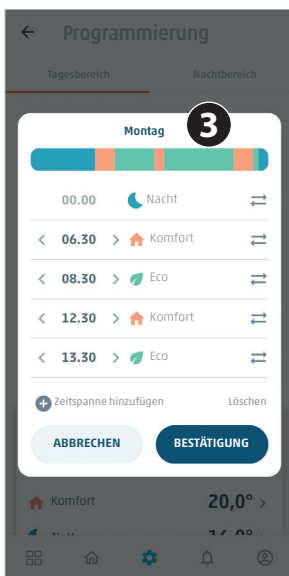 Programmierung
Tagesbereich Nachtbereich
Montag
3
00.00 Nacht
06.30 Komfort
08.30 Eco
12.30 Komfort
13.30 Eco
Zeitspanne hinzufügen Löschen
ABBRECHEN BESTÄTIGUNG
Komfort 20,0°